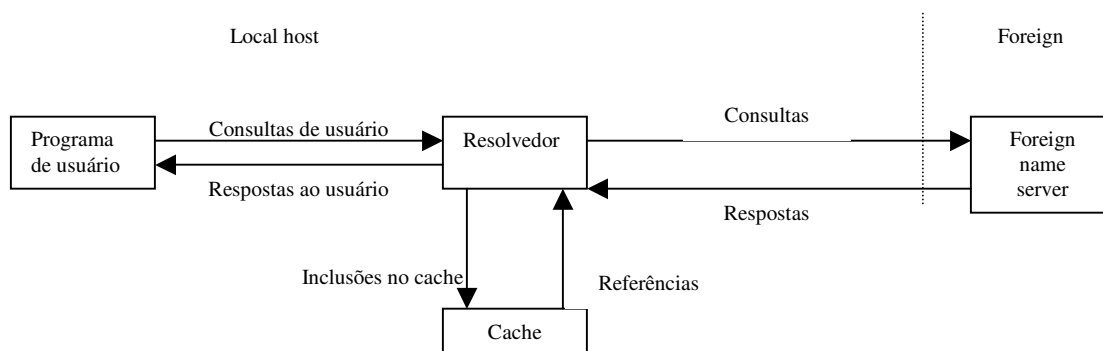 Local host
Foreign
Programa
de usuário
Consultas de usuário
Respostas ao usuário
Resolvedor
Consultas
Respostas
Foreign
name
server
Inclusões no cache
Referências
Cache